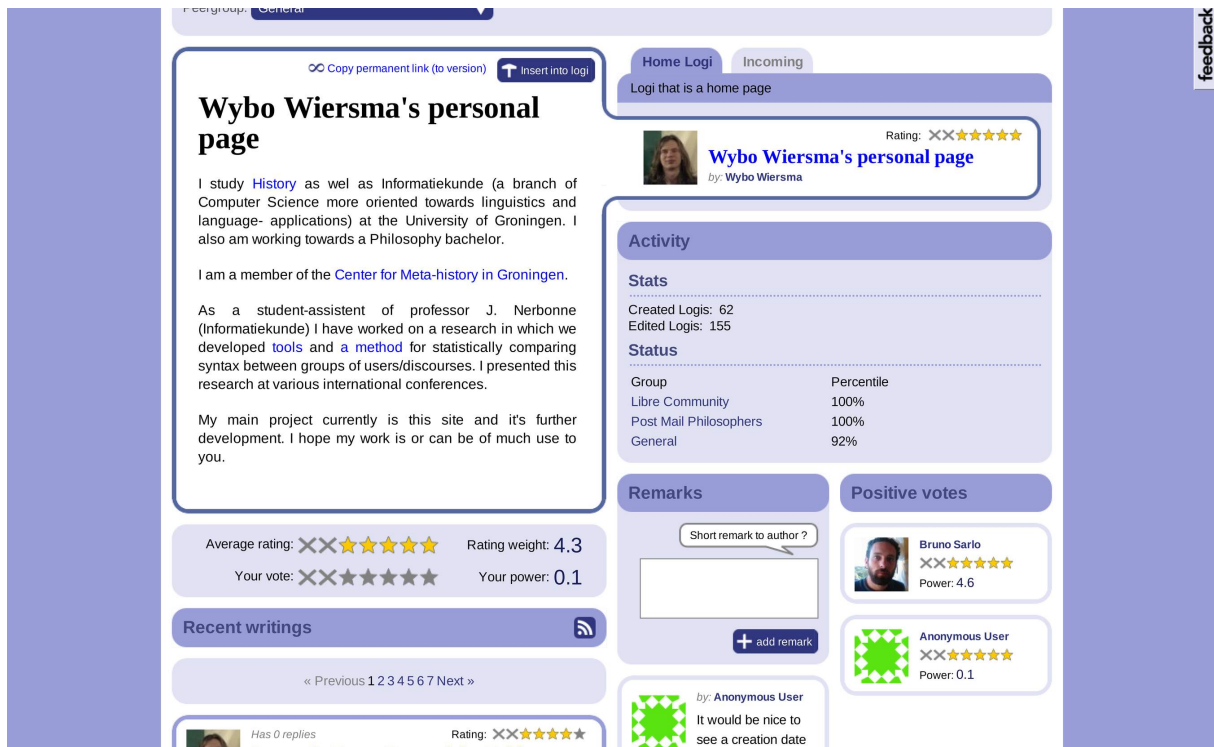 Peergroup: General
feedback
Copy permanent link (to version) Insert into logi
Wybo Wiersma's personal
page
I study History as wel as Informatiekunde (a branch of
Computer Science more oriented towards linguistics and
language- applications) at the University of Groningen. I
also am working towards a Philosophy bachelor.
I am a member of the Center for Meta-history in Groningen.
As a student-assistent of professor J. Nerbonne
(Informatiekunde) I have worked on a research in which we
developed tools and a method for statistically comparing
syntax between groups of users/discourses. I presented this
research at various international conferences.
My main project currently is this site and it's further
development. I hope my work is or can be of much use to
you.
Average rating: Rating weight: 4.3
Your vote: Your power: 0.1
Recent writings
« Previous 1 2 3 4 5 6 7 Next »
Has 0 replies Rating:
Home Logi Incoming
Logi that is a home page
Rating:
Wybo Wiersma's personal page
by: Wybo Wiersma
Activity
Stats
Created Logis: 62
Edited Logis: 155
Status
Group Percentile
Libre Community 100%
Post Mail Philosophers 100%
General 92%
Remarks
Short remark to author ?
add remark
by: Anonymous User
It would be nice to
see a creation date
Positive votes
Bruno Sarlo
Power: 4.6
Anonymous User
Power: 0.1